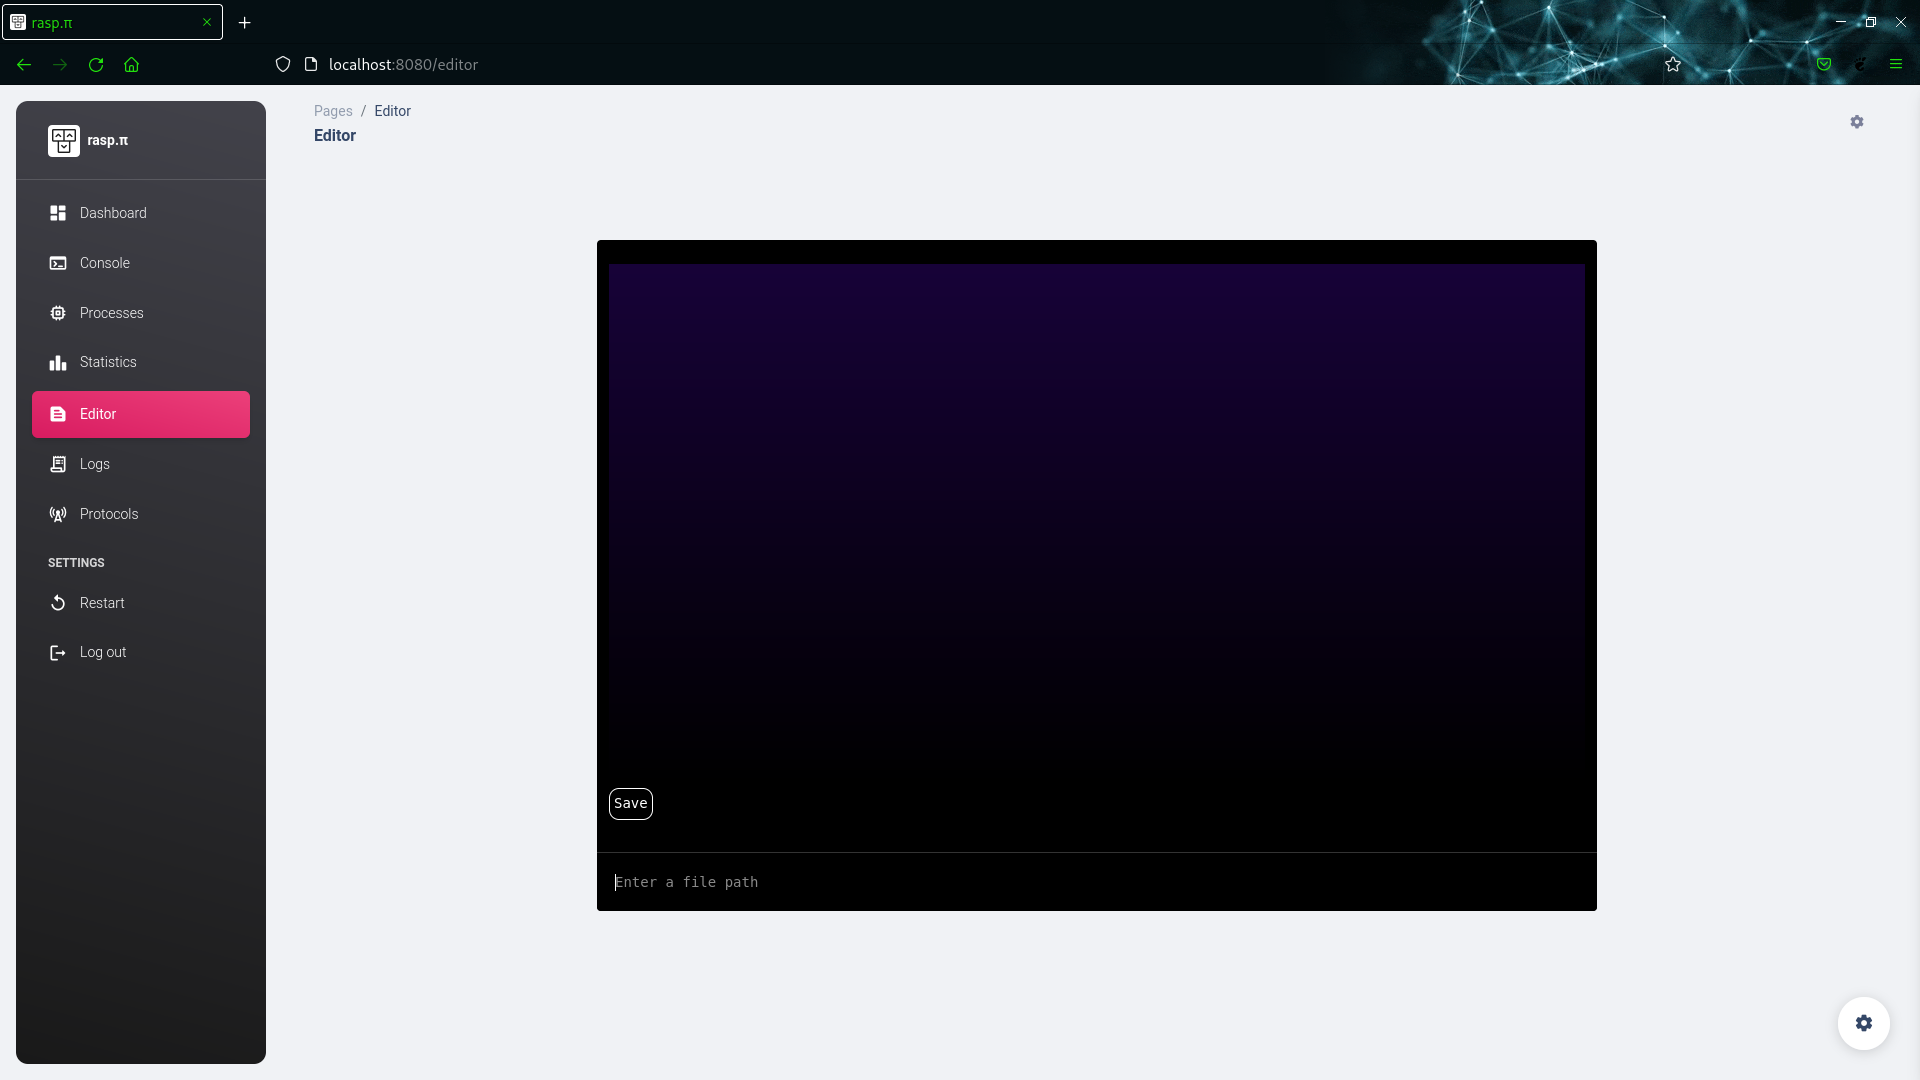 rasp.π
localhost:8080/editor
rasp.π
Dashboard
Console
Processes
Statistics
Editor
Logs
Protocols
SETTINGS
Restart
Log out
Pages / Editor
Editor
Save
Enter a file path